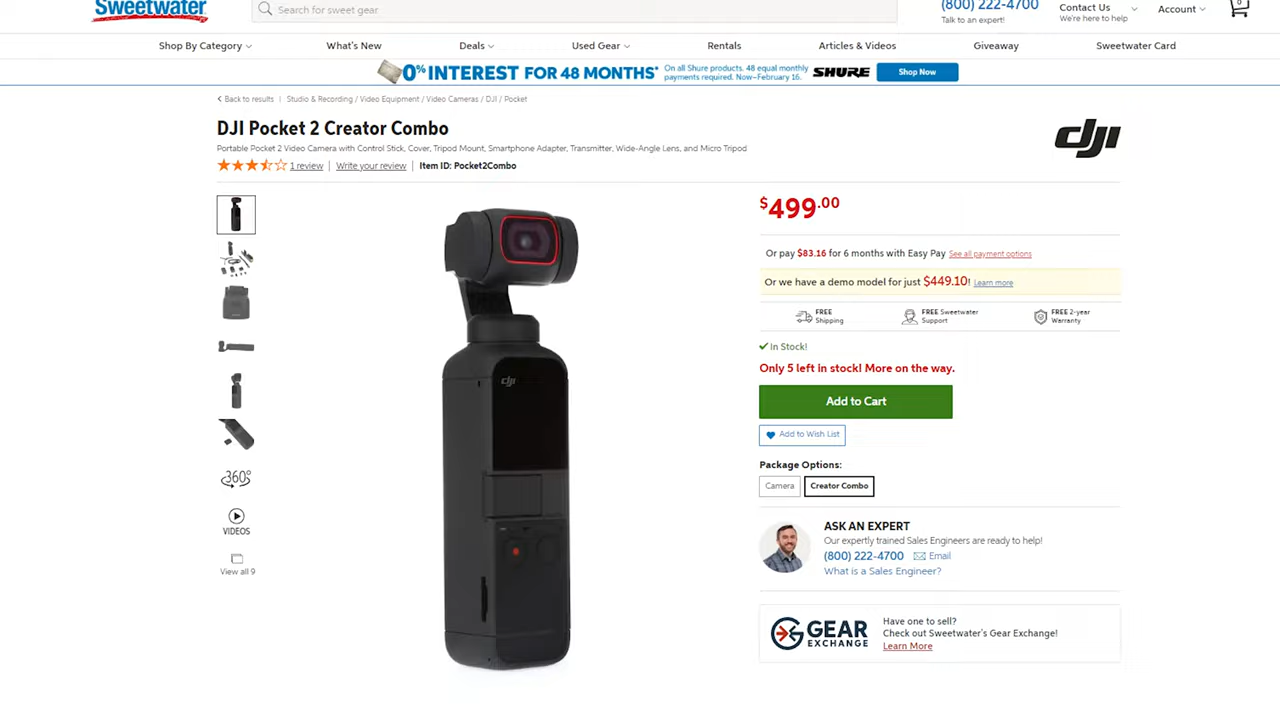 Sweetwater
Search for sweet gear
(800) 222-4700
Talk to an expert!
Contact Us
We're here to help
Account
0
Shop By Category
What's New
Deals
Used Gear
Rentals
Articles & Videos
Giveaway
Sweetwater Card
0% INTEREST FOR 48 MONTHS*
On all Shure products. 48 equal monthly
payments required. Now–February 16.
SHURE
Shop Now
Back to results | Studio & Recording / Video Equipment / Video Cameras / DJI / Pocket
DJI Pocket 2 Creator Combo
Portable Pocket 2 Video Camera with Control Stick, Cover, Tripod Mount, Smartphone Adapter, Transmitter, Wide-Angle Lens, and Micro Tripod
1 review | Write your review | Item ID: Pocket2Combo
dji
360°
VIDEOS
View all 9
dji
$499.00
Or pay $83.16 for 6 months with Easy Pay See all payment options
Or we have a demo model for just $449.10! Learn more
FREE
Shipping
FREE Sweetwater
Support
FREE 2-year
Warranty
In Stock!
Only 5 left in stock! More on the way.
Add to Cart
Add to Wish List
Package Options:
Camera
Creator Combo
ASK AN EXPERT
Our expertly trained Sales Engineers are ready to help!
(800) 222-4700 Email
What is a Sales Engineer?
GEAR
EXCHANGE
Have one to sell?
Check out Sweetwater's Gear Exchange!
Learn More